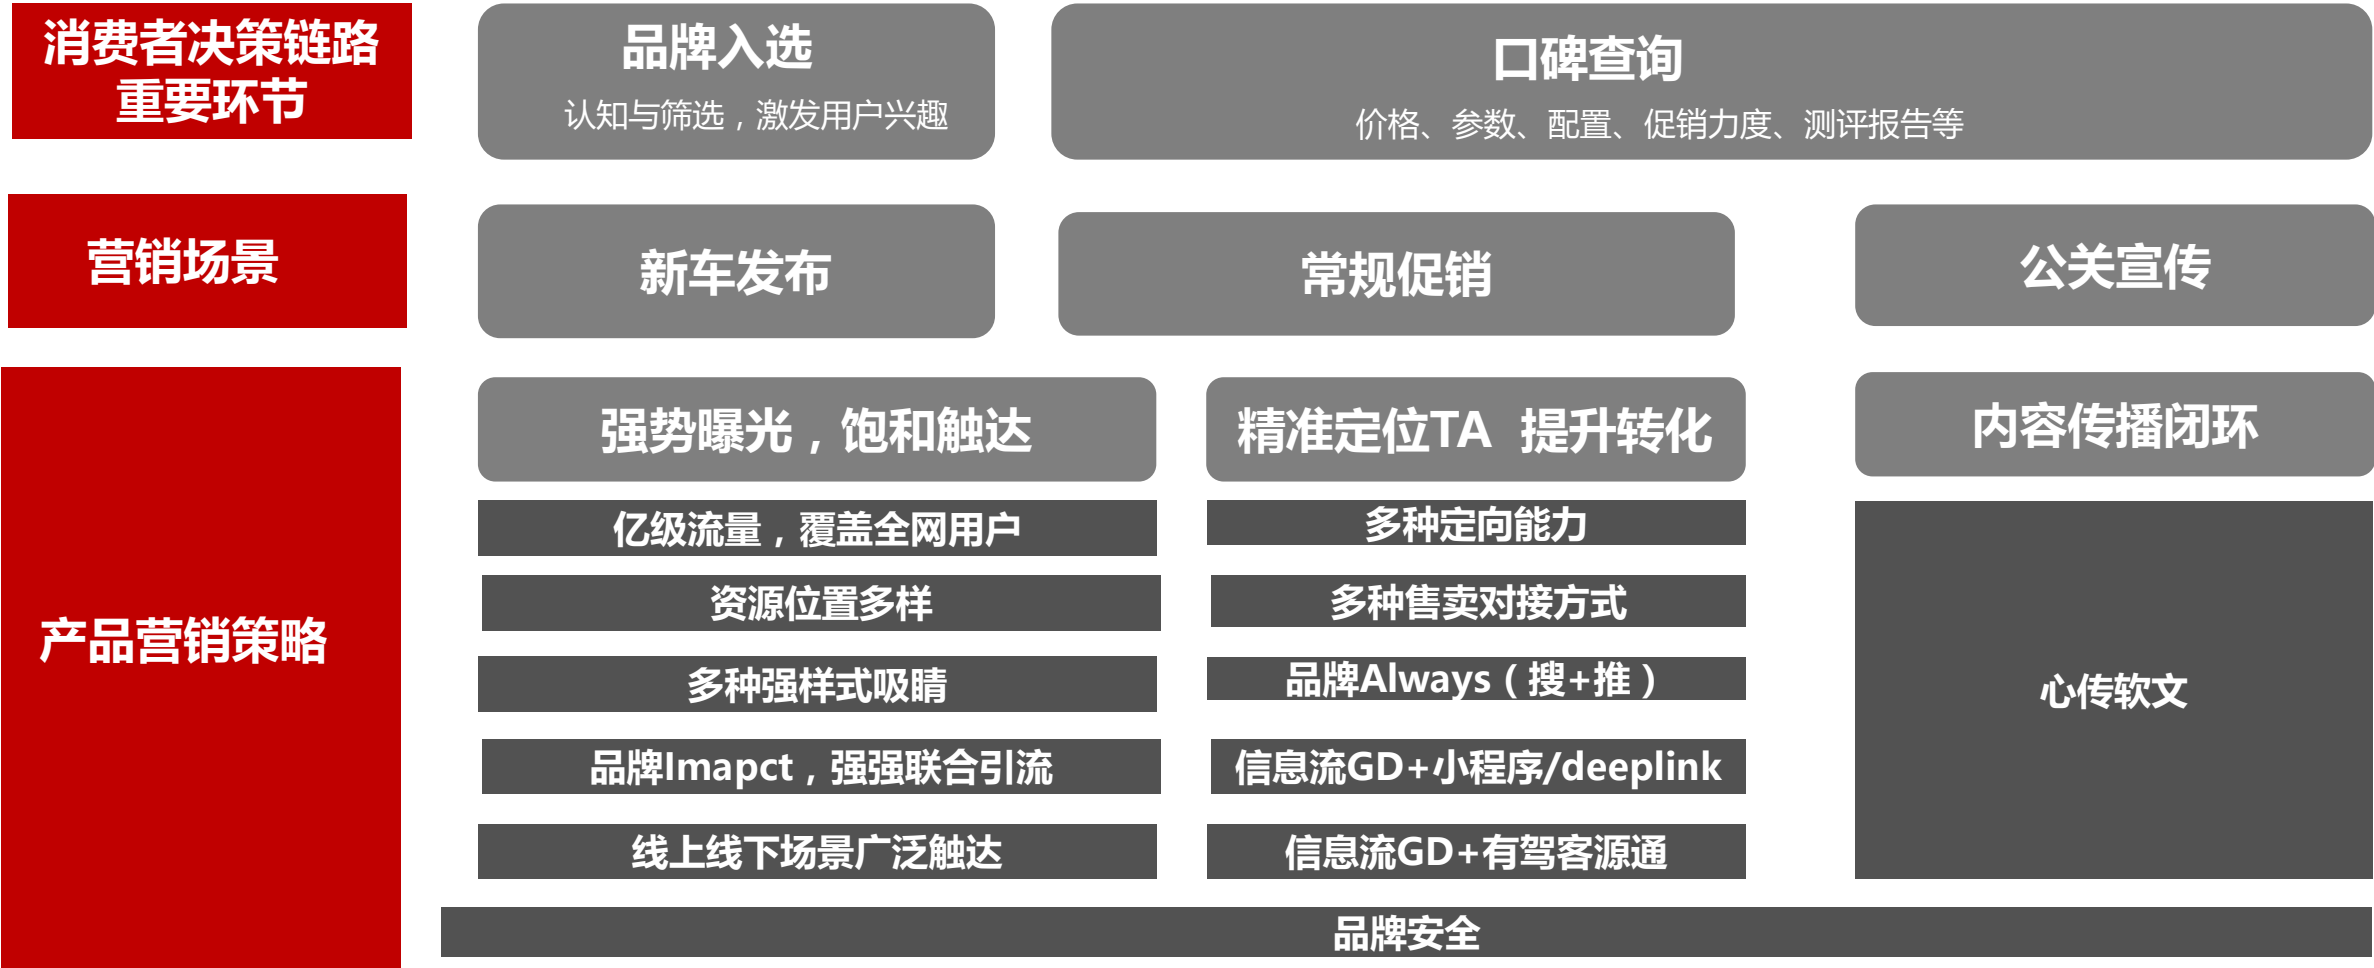 消费者决策链路
重要环节
品牌入选
认知与筛选，激发用户兴趣
口碑查询
价格、参数、配置、促销力度、测评报告等
营销场景
新车发布
常规促销
公关宣传
产品营销策略
强势曝光，饱和触达
亿级流量，覆盖全网用户
资源位置多样
多种强样式吸睛
品牌Imapct，强强联合引流
线上线下场景广泛触达
精准定位TA 提升转化
多种定向能力
多种售卖对接方式
品牌Always（搜+推）
信息流GD+小程序/deeplink
信息流GD+有驾客源通
内容传播闭环
心传软文
品牌安全